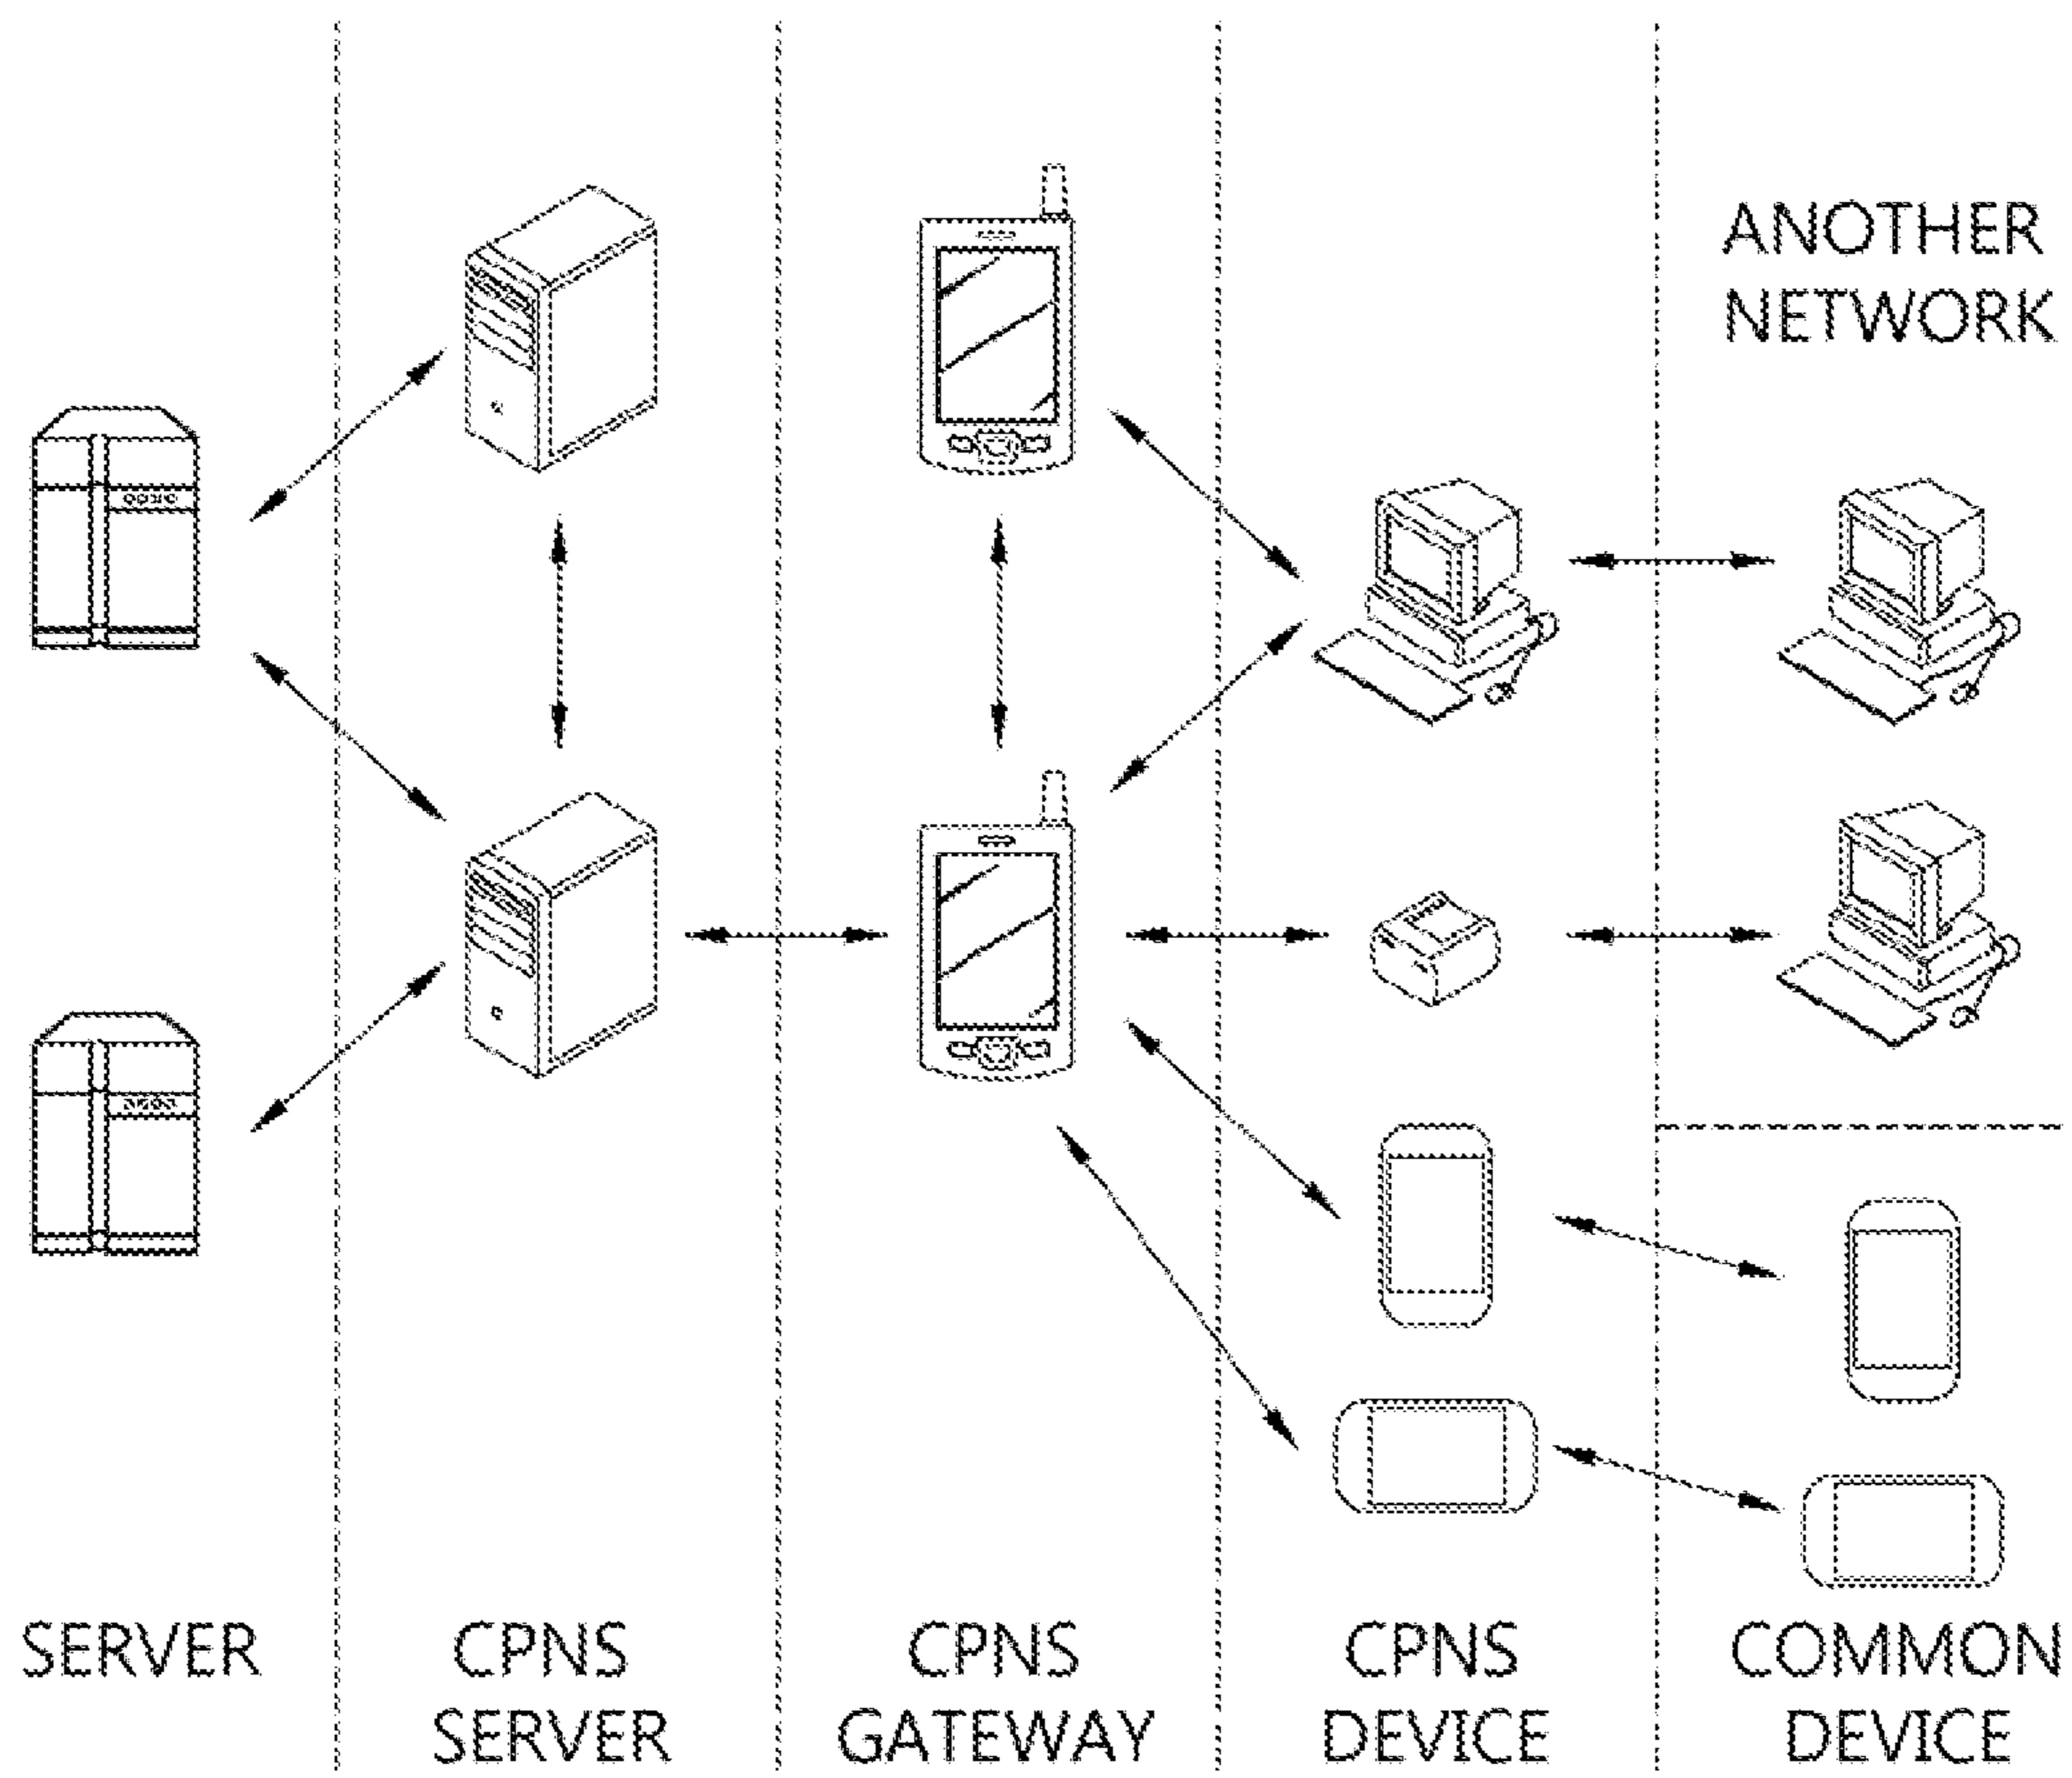 ANOTHER
NETWORK
SERVER
CPNS
SERVER
CPNS
GATEWAY
CPNS
DEVICE
COMMON
DEVICE